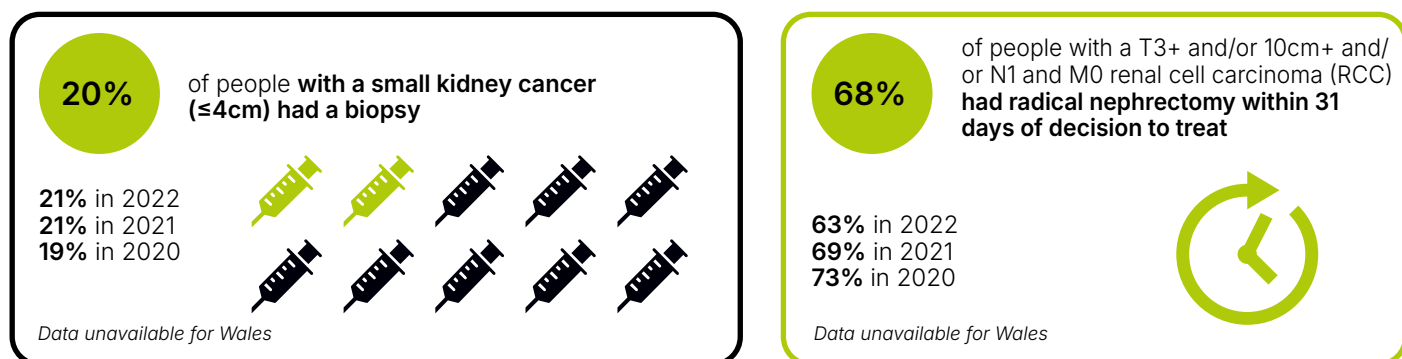 20%
of people with a small kidney cancer
(≤4cm) had a biopsy
21% in 2022
21% in 2021
19% in 2020
Data unavailable for Wales
68%
of people with a T3+ and/or 10cm+ and/
or N1 and M0 renal cell carcinoma (RCC)
had radical nephrectomy within 31
days of decision to treat
63% in 2022
69% in 2021
73% in 2020
Data unavailable for Wales